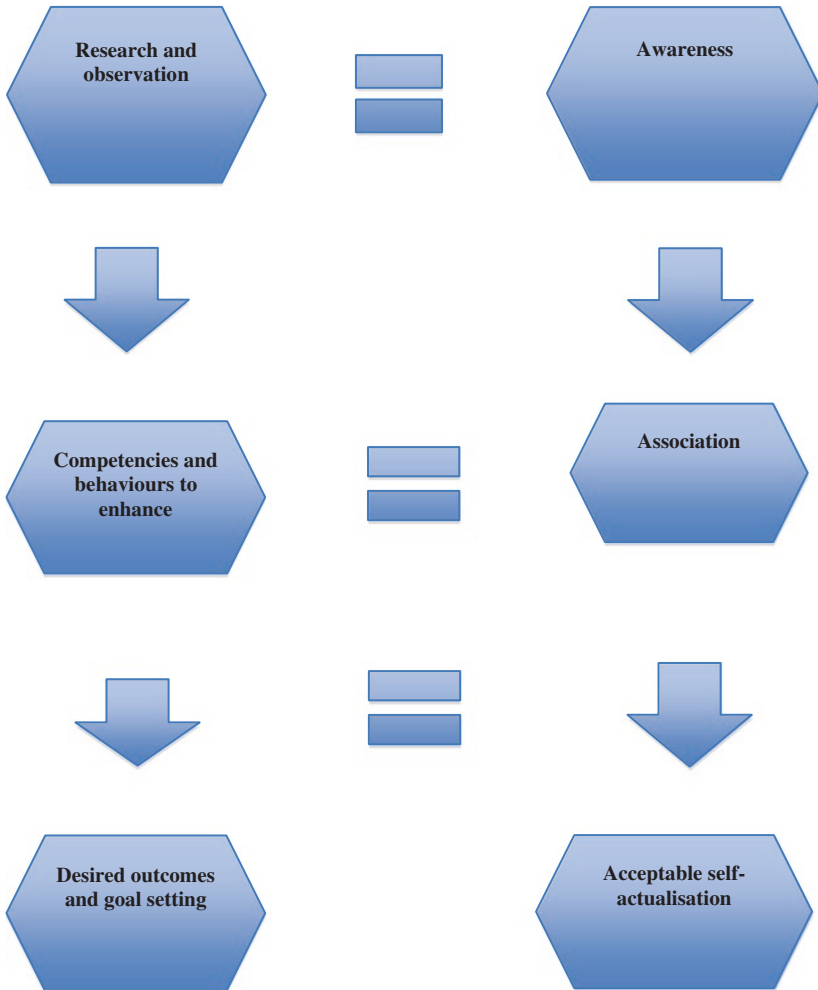 Research and
observation
Awareness
Competencies and
behaviours to
enhance
Association
Desired outcomes
and goal setting
Acceptable self-
actualisation